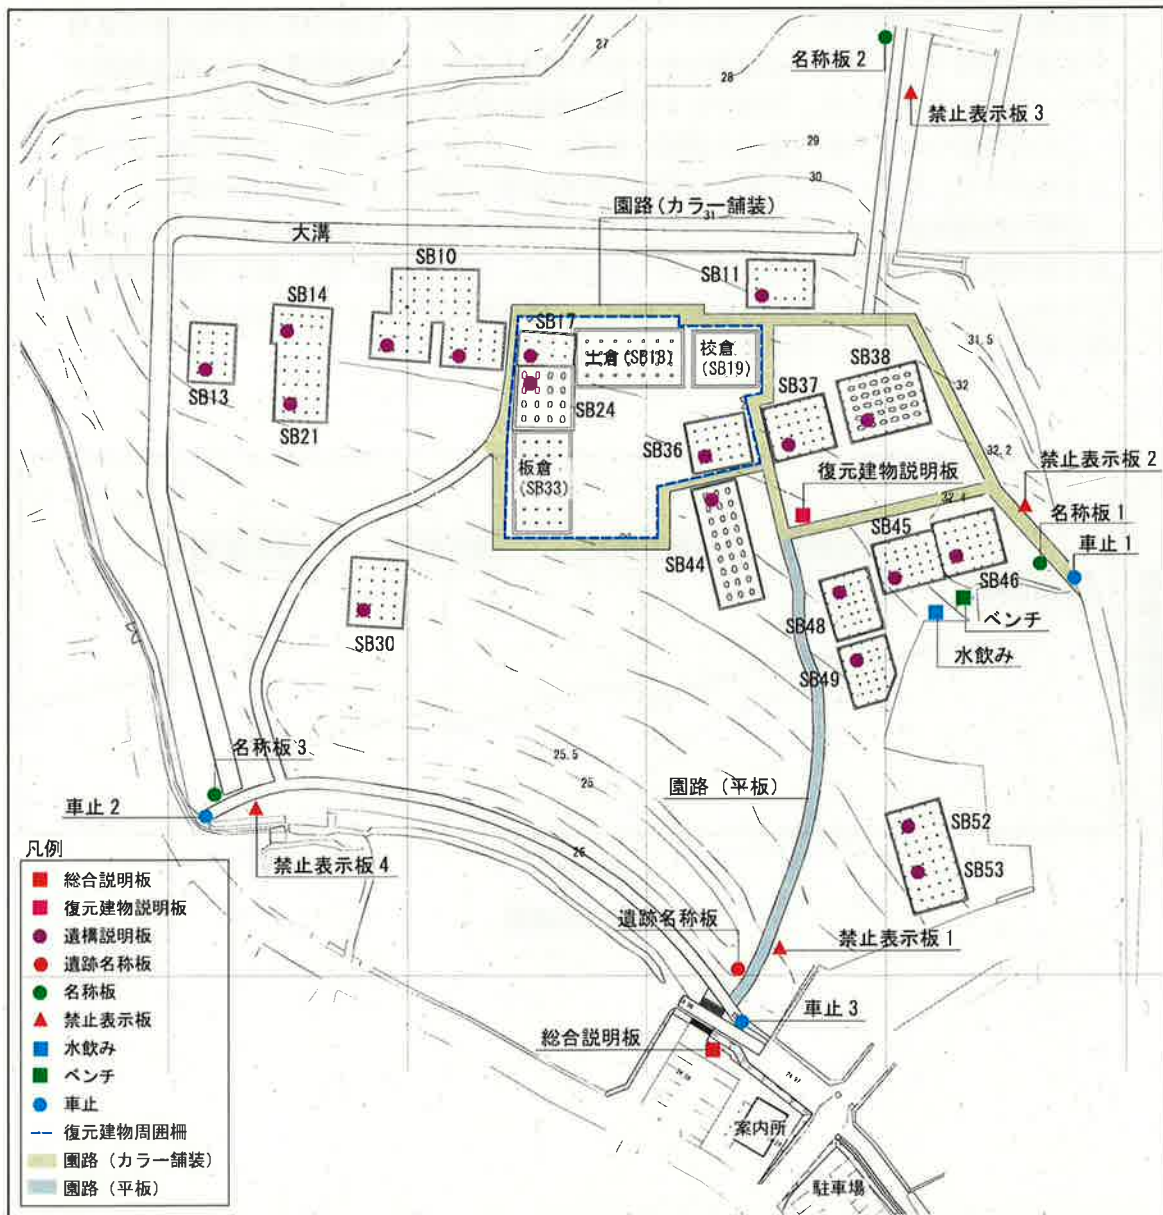 27
28
名称板 2
禁止表示板 3
29
30
園路(カラー舗装)
31
大溝
SB10
SB11
SB14
SB17
土倉(SB18)
校倉
(SB19)
SB38
31.5
32
SB13
SB37
SB24
SB21
SB36
32.2
禁止表示板 2
板倉
(SB33)
復元建物説明板
32.4
名称板 1
SB45
車止 1
SB44
SB46
SB48
ベンチ
SB30
水飲み
SB49
名称板 3
25.5
25
園路 (平板)
車止 2
SB52
26
禁止表示板 4
SB53
遺跡名称板
禁止表示板 1
車止 3
総合説明板
案内所
駐車場
凡例
総合説明板
復元建物説明板
遺構説明板
遺跡名称板
名称板
禁止表示板
水飲み
ベンチ
車止
復元建物周囲柵
園路 (カラー舗装)
園路 (平板)